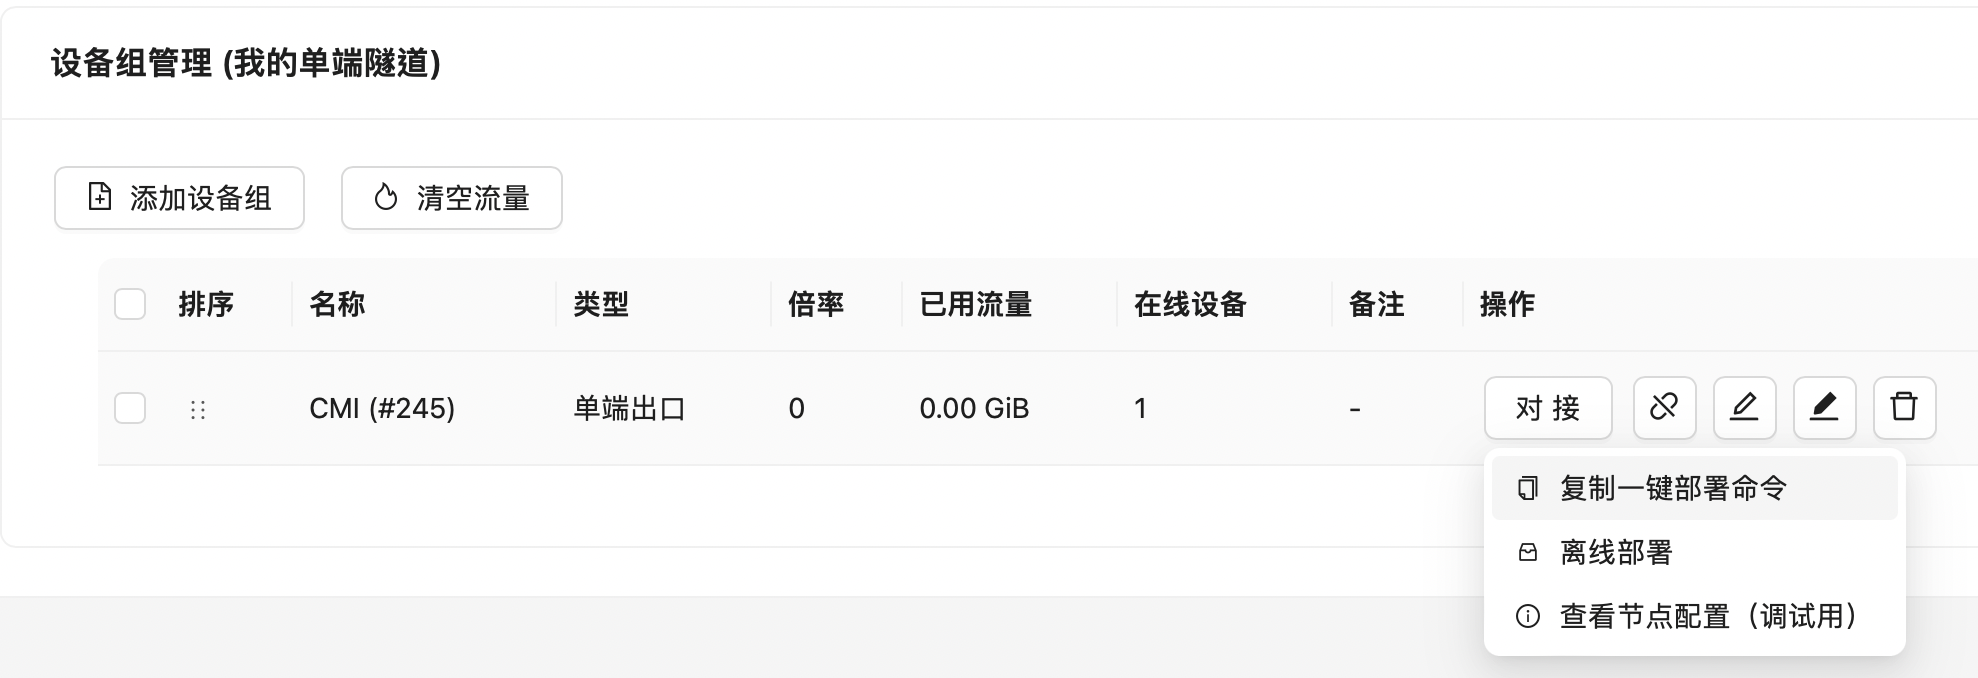 设备组管理 (我的单端隧道)
添加设备组 清空流量
排序 名称 类型 倍率 已用流量 在线设备 备注 操作
CMI (#245) 单端出口 0 0.00 GiB 1 - 对接
复制一键部署命令
离线部署
查看节点配置（调试用）